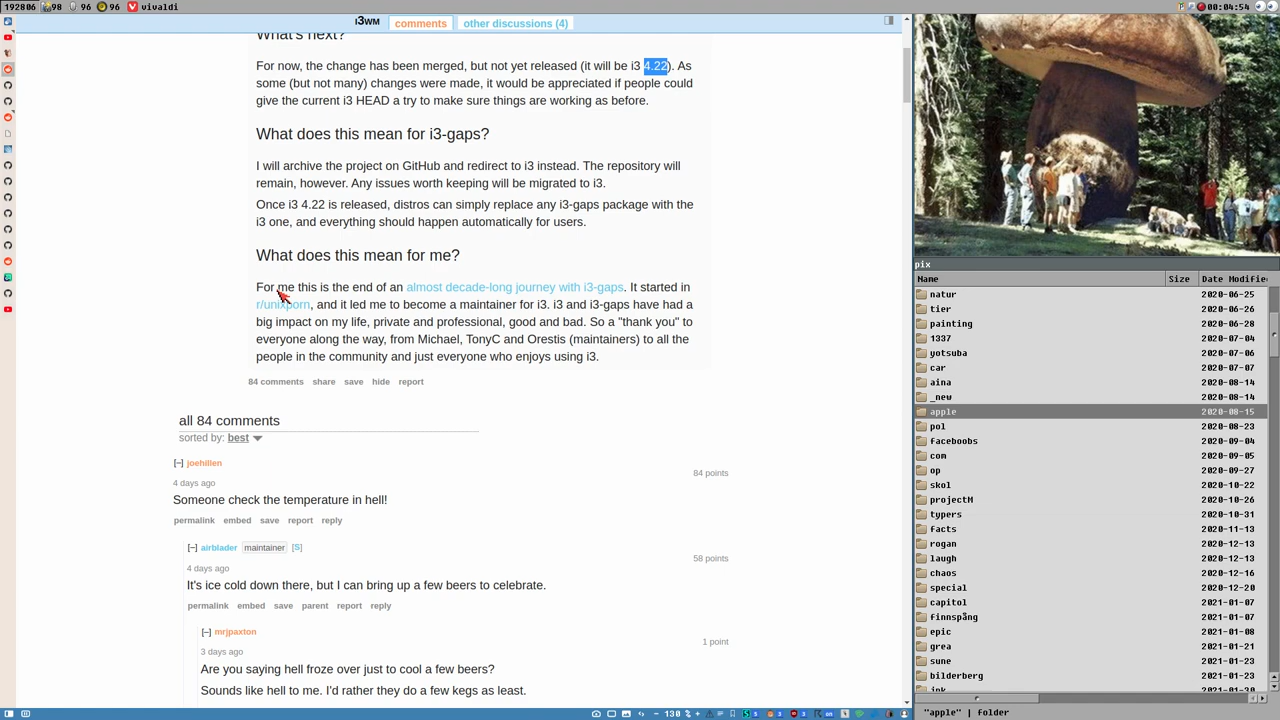 192806 98 96 96 vivaldi
00:04:54
I3WM comments other discussions (4)
What's next?
For now, the change has been merged, but not yet released (it will be i3 4.22). As
some (but not many) changes were made, it would be appreciated if people could
give the current i3 HEAD a try to make sure things are working as before.
What does this mean for i3-gaps?
I will archive the project on GitHub and redirect to i3 instead. The repository will
remain, however. Any issues worth keeping will be migrated to i3.
Once i3 4.22 is released, distros can simply replace any i3-gaps package with the
i3 one, and everything should happen automatically for users.
What does this mean for me?
For me this is the end of an almost decade-long journey with i3-gaps. It started in
r/unixporn, and it led me to become a maintainer for i3. i3 and i3-gaps have had a
big impact on my life, private and professional, good and bad. So a "thank you" to
everyone along the way, from Michael, TonyC and Orestis (maintainers) to all the
people in the community and just everyone who enjoys using i3.
84 comments share save hide report
all 84 comments
sorted by: best
[–] joehillen
84 points
4 days ago
Someone check the temperature in hell!
permalink embed save report reply
[–] airblader maintainer [S]
58 points
4 days ago
It's ice cold down there, but I can bring up a few beers to celebrate.
permalink embed save parent report reply
[–] mrjpaxton
1 point
3 days ago
Are you saying hell froze over just to cool a few beers?
Sounds like hell to me. I'd rather they do a few kegs as least.
130 %
pix
Name Size Date Modifie
natur 2020-06-25
tier 2020-06-26
painting 2020-06-28
1337 2020-07-04
yotsuba 2020-07-06
car 2020-07-07
aina 2020-08-14
_new 2020-08-14
apple 2020-08-15
pol 2020-08-23
faceboobs 2020-09-04
com 2020-09-05
op 2020-09-27
skol 2020-10-22
projectM 2020-10-26
typers 2020-10-31
facts 2020-11-13
rogan 2020-12-13
laugh 2020-12-13
chaos 2020-12-16
special 2020-12-20
capitol 2021-01-07
finnspång 2021-01-07
epic 2021-01-08
grea 2021-01-21
sune 2021-01-23
bilderberg 2021-01-23
ink 2021-01-30
"apple" | folder